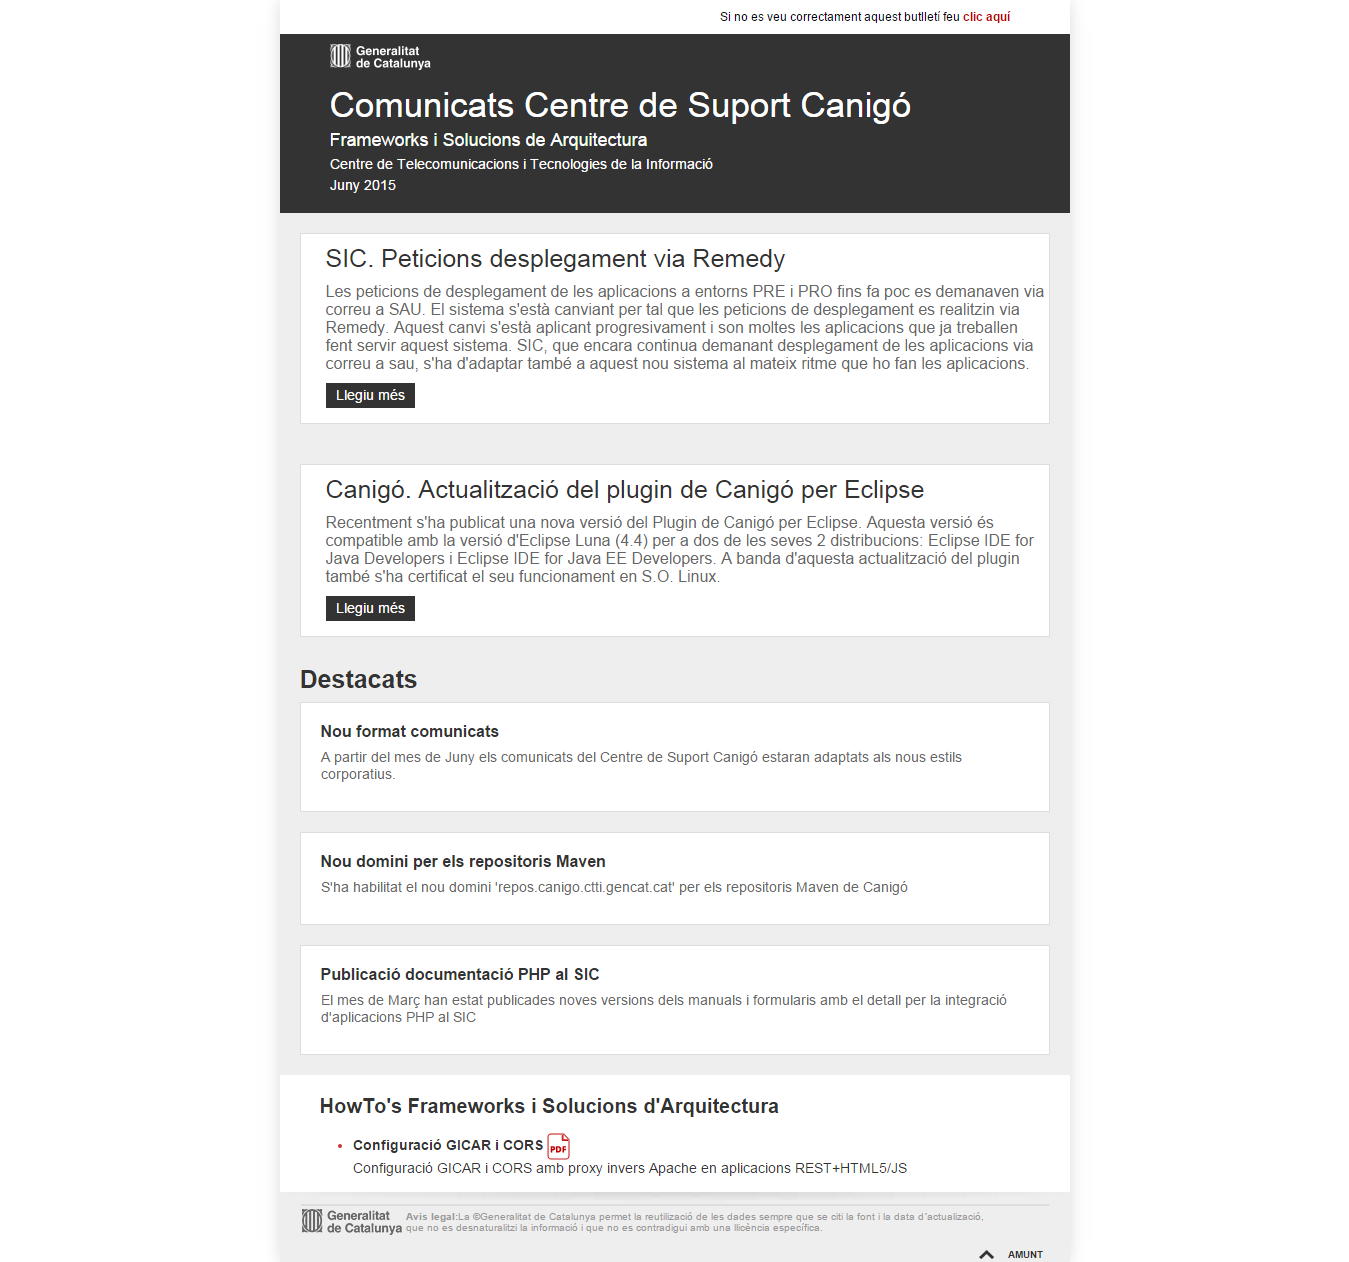 Si no es veu correctament aquest butlletí feu clic aquí
Generalitat
de Catalunya
Comunicats Centre de Suport Canigó
Frameworks i Solucions de Arquitectura
Centre de Telecomunicacions i Tecnologies de la Informació
Juny 2015
SIC. Peticions desplegament via Remedy
Les peticions de desplegament de les aplicacions a entorns PRE i PRO fins fa poc es demanaven via
correu a SAU. El sistema s'està canviant per tal que les peticions de desplegament es realitzin via
Remedy. Aquest canvi s'està aplicant progresivament i son moltes les aplicacions que ja treballen
fent servir aquest sistema. SIC, que encara continua demanant desplegament de les aplicacions via
correu a sau, s'ha d'adaptar també a aquest nou sistema al mateix ritme que ho fan les aplicacions.
Llegiu més
Canigó. Actualització del plugin de Canigó per Eclipse
Recentment s'ha publicat una nova versió del Plugin de Canigó per Eclipse. Aquesta versió és
compatible amb la versió d'Eclipse Luna (4.4) per a dos de les seves 2 distribucions: Eclipse IDE for
Java Developers i Eclipse IDE for Java EE Developers. A banda d'aquesta actualització del plugin
també s'ha certificat el seu funcionament en S.O. Linux.
Llegiu més
Destacats
Nou format comunicats
A partir del mes de Juny els comunicats del Centre de Suport Canigó estaran adaptats als nous estils
corporatius.
Nou domini per els repositoris Maven
S'ha habilitat el nou domini 'repos.canigo.ctti.gencat.cat' per els repositoris Maven de Canigó
Publicació documentació PHP al SIC
El mes de Març han estat publicades noves versions dels manuals i formularis amb el detall per la integració
d'aplicacions PHP al SIC
HowTo's Frameworks i Solucions d'Arquitectura
• Configuració GICAR i CORS PDF
Configuració GICAR i CORS amb proxy invers Apache en aplicacions REST+HTML5/JS
Generalitat
de Catalunya
Avis legal:La ©Generalitat de Catalunya permet la reutilització de les dades sempre que se citi la font i la data d'actualització,
que no es desnaturalitzi la informació i que no es contradigui amb una llicència específica.
AMUNT